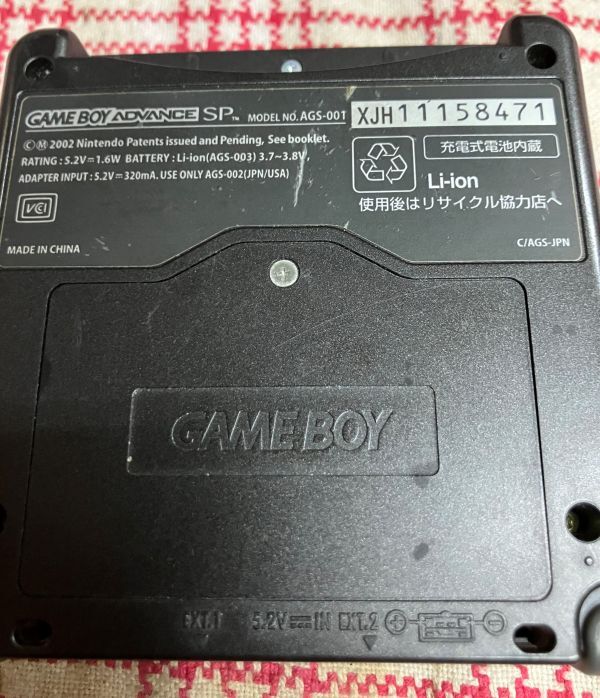 GAME BOY ADVANCE SP™ MODEL NO. AGS-001 XJH11158471
©Ⓜ 2002 Nintendo Patents issued and Pending, See booklet.
RATING : 5.2V⎓1.6W BATTERY : Li-ion(AGS-003) 3.7~3.8V,
ADAPTER INPUT : 5.2V⎓320mA. USE ONLY AGS-002(JPN/USA)
VCI
MADE IN CHINA
充電式電池内蔵
Li-ion
使用後はリサイクル協力店へ
C/AGS-JPN
GAME BOY
EXT.1 5.2V⎓IN EXT.2